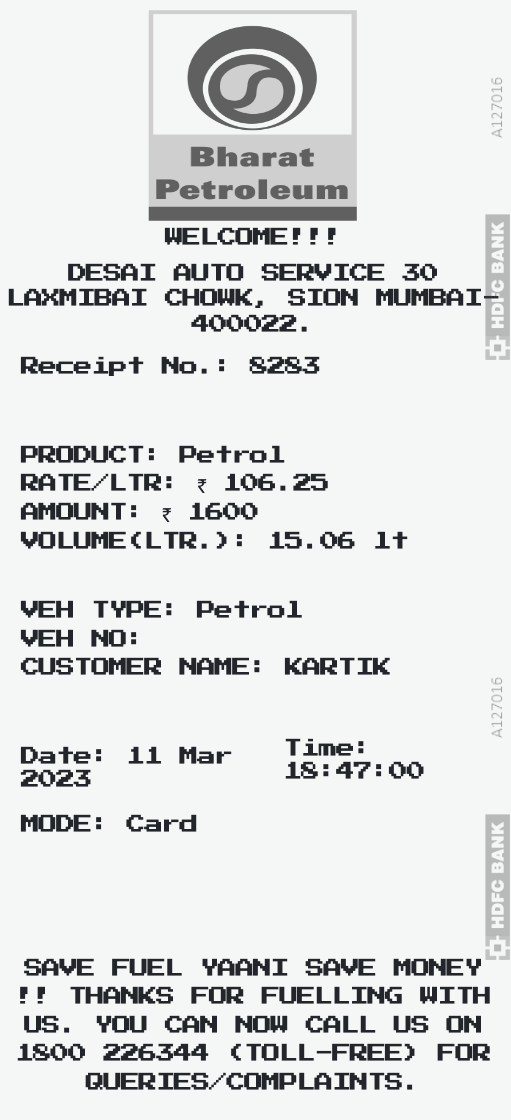 Bharat
Petroleum
WELCOME!!!
DESAI AUTO SERVICE 30
LAXMIBAI CHOWK, SION MUMBAI-
400022.
Receipt No.: 8283
PRODUCT: Petrol
RATE/LTR: ₹ 106.25
AMOUNT: ₹ 1600
VOLUME(LTR.): 15.06 lt
VEH TYPE: Petrol
VEH NO:
CUSTOMER NAME: KARTIK
Date: 11 Mar
2023
Time:
18:47:00
MODE: Card
SAVE FUEL YAANI SAVE MONEY
!! THANKS FOR FUELLING WITH
US. YOU CAN NOW CALL US ON
1800 226344 (TOLL-FREE) FOR
QUERIES/COMPLAINTS.
A127016
HDFC BANK
A127016
HDFC BANK